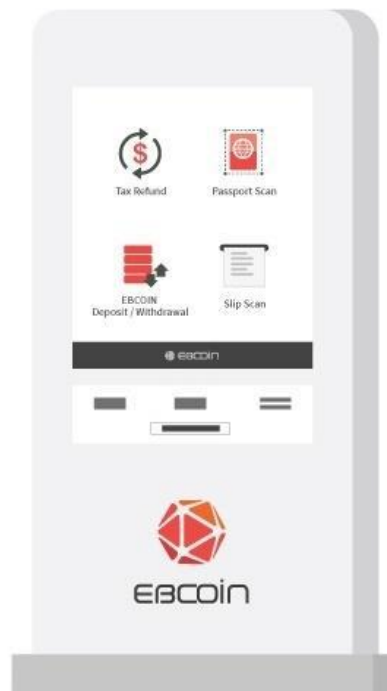 Tax Refund
Passport Scan
EBCOIN
Deposit / Withdrawal
Slip Scan
EBCOIN
EBCOIN